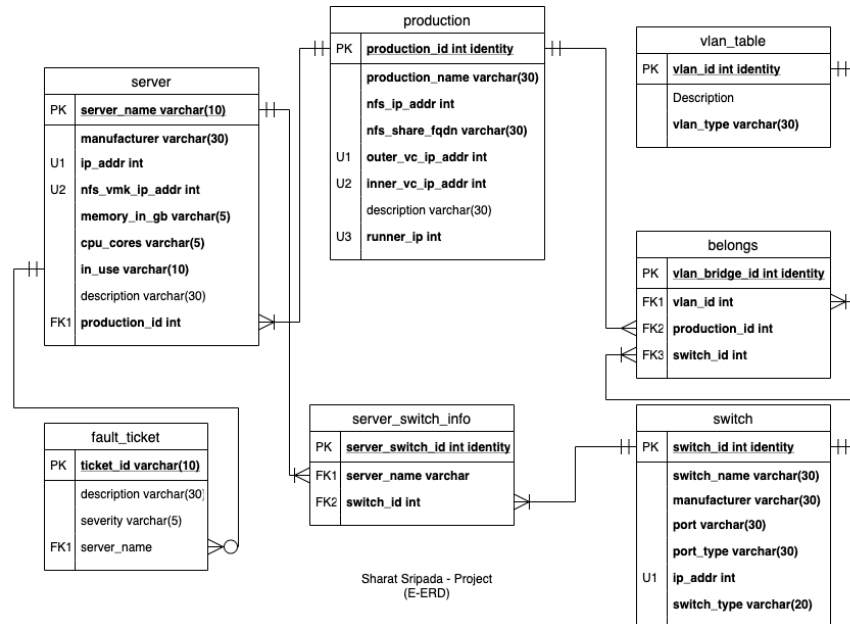 production
PK production_id int identity
production_name varchar(30)
nfs_ip_addr int
nfs_share_fqdn varchar(30)
U1 outer_vc_ip_addr int
U2 inner_vc_ip_addr int
description varchar(30)
U3 runner_ip int
vlan_table
PK vlan_id int identity
Description
vlan_type varchar(30)
server
PK server_name varchar(10)
manufacturer varchar(30)
U1 ip_addr int
U2 nfs_vmk_ip_addr int
memory_in_gb varchar(5)
cpu_cores varchar(5)
in_use varchar(10)
description varchar(30)
FK1 production_id int
belongs
PK vlan_bridge_id int identity
FK1 vlan_id int
FK2 production_id int
FK3 switch_id int
fault_ticket
PK ticket_id varchar(10)
description varchar(30)
severity varchar(5)
FK1 server_name
server_switch_info
PK server_switch_id int identity
FK1 server_name varchar
FK2 switch_id int
switch
PK switch_id int identity
switch_name varchar(30)
manufacturer varchar(30)
port varchar(30)
port_type varchar(30)
U1 ip_addr int
switch_type varchar(20)
Sharat Sripada - Project
(E-ERD)